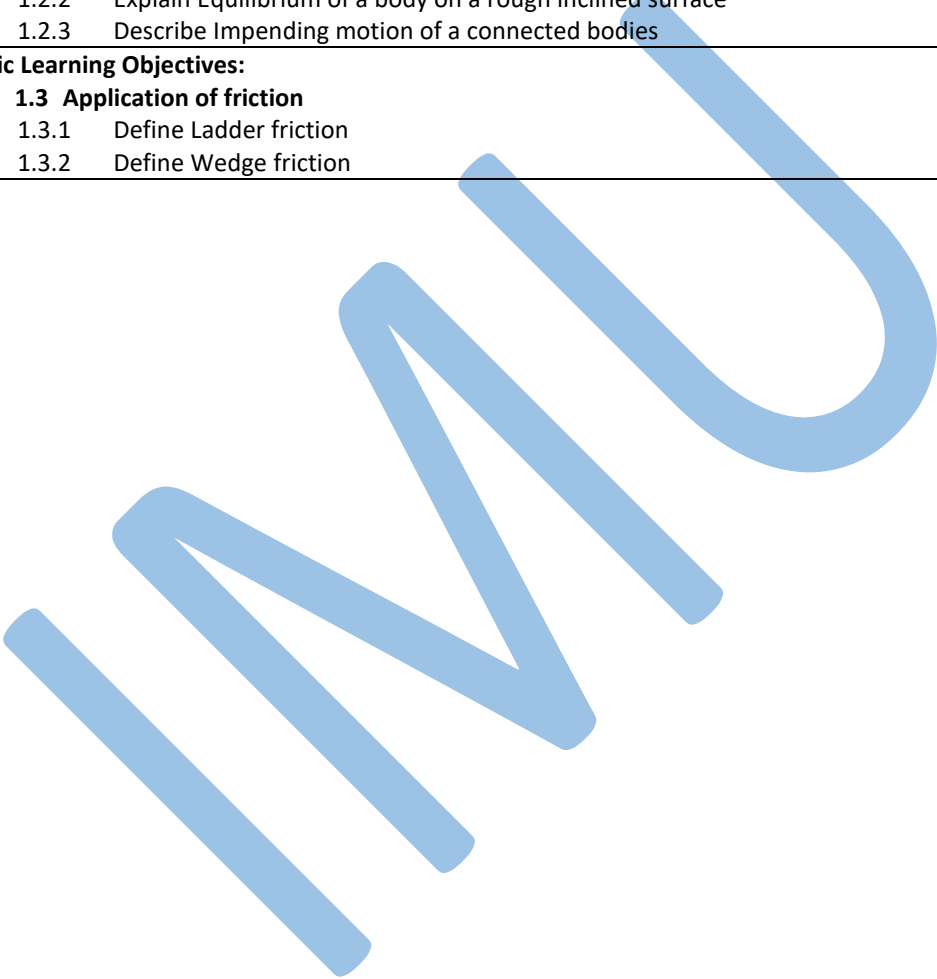 1.2.2 Explain Equilibrium of a body on a rough inclined surface
1.2.3 Describe Impending motion of a connected bodies
ic Learning Objectives:
1.3 Application of friction
1.3.1 Define Ladder friction
1.3.2 Define Wedge friction
IMU